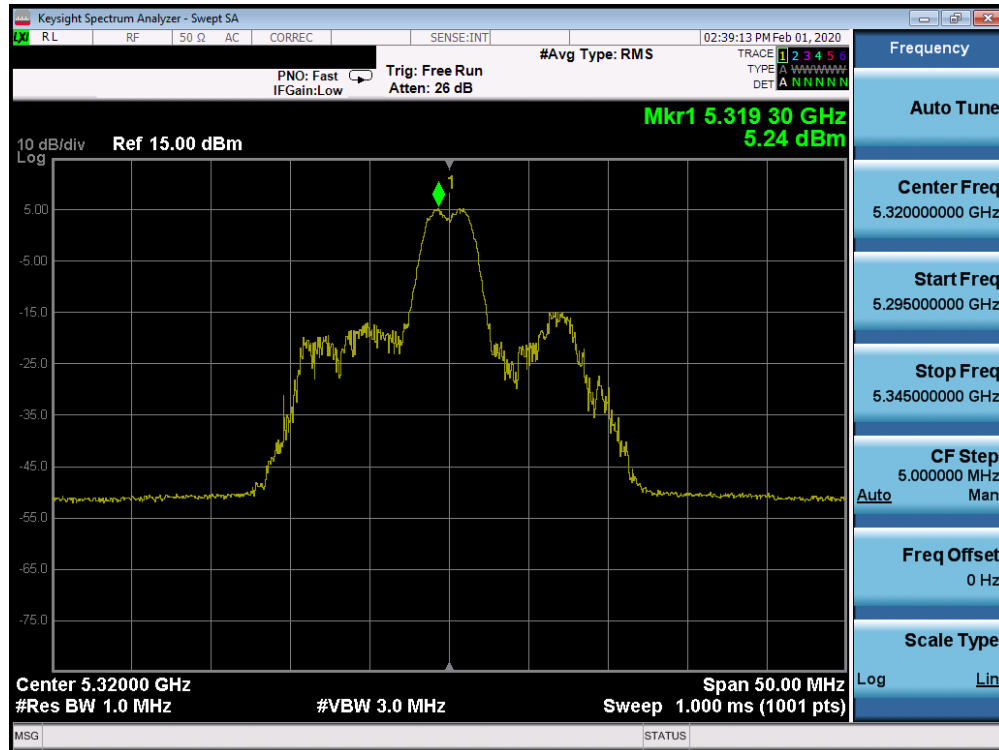 Keysight Spectrum Analyzer - Swept SA
LXI RL RF 50 Ω AC CORREC SENSE:INT 02:39:13 PM Feb 01, 2020
#Avg Type: RMS TRACE 1 2 3 4 5 6
PNO: Fast Trig: Free Run TYPE A WWWWW
IFGain:Low Atten: 26 dB DET A N N N N N
Mkr1 5.319 30 GHz
5.24 dBm
10 dB/div Ref 15.00 dBm
Log
1
5.00
-5.00
-15.0
-25.0
-35.0
-45.0
-55.0
-65.0
-75.0
Center 5.32000 GHz Span 50.00 MHz
#Res BW 1.0 MHz #VBW 3.0 MHz Sweep 1.000 ms (1001 pts)
MSG STATUS
Frequency
Auto Tune
Center Freq
5.320000000 GHz
Start Freq
5.295000000 GHz
Stop Freq
5.345000000 GHz
CF Step
5.000000 MHz
Auto Man
Freq Offset
0 Hz
Scale Type
Log Lin